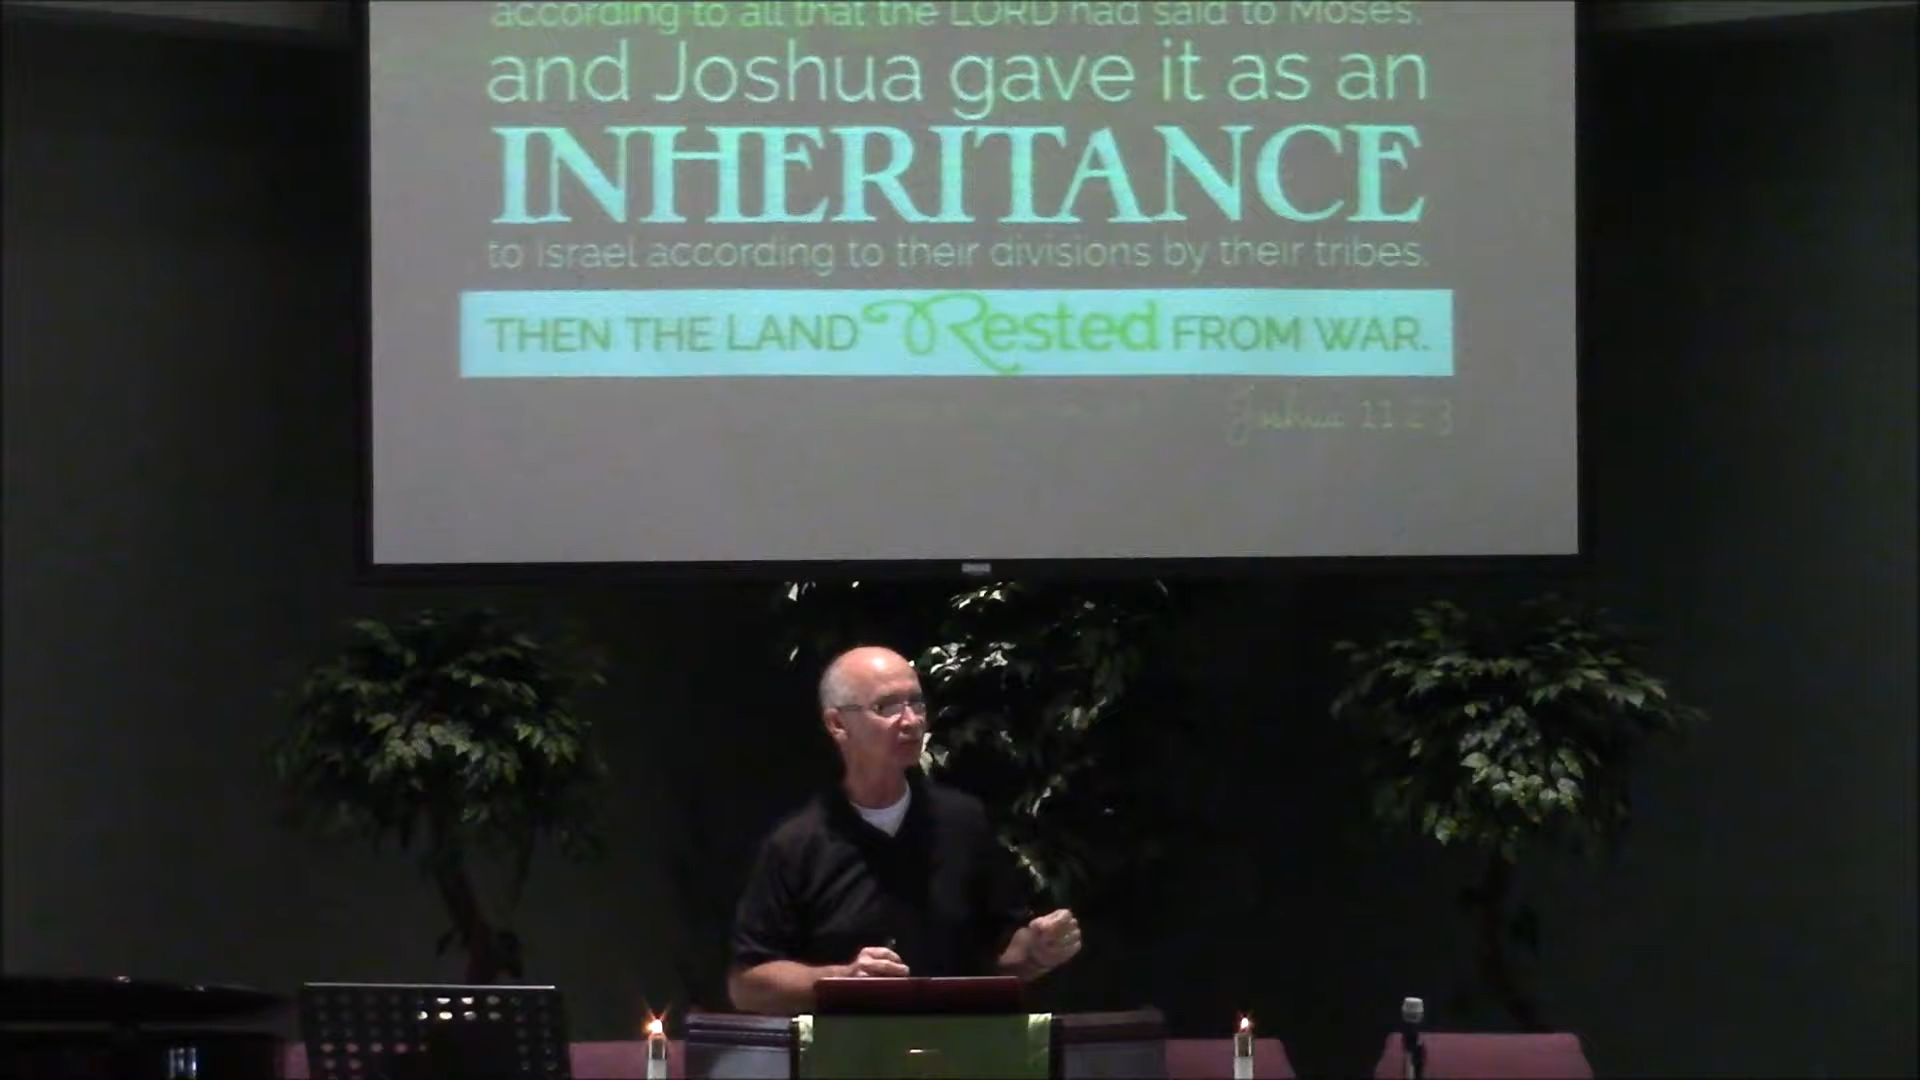 according to all that the LORD had said to Moses,
and Joshua gave it as an
INHERITANCE
to Israel according to their divisions by their tribes.
THEN THE LAND Rested FROM WAR.
Joshua 11:23